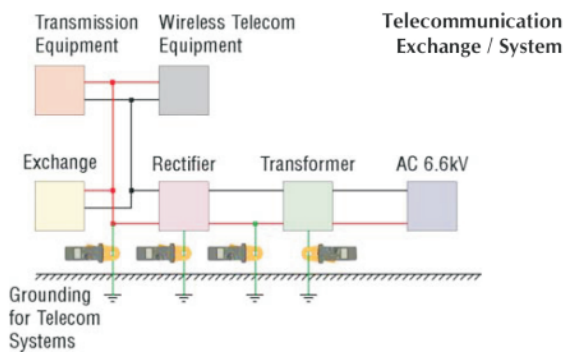 Transmission
Equipment
Wireless Telecom
Equipment
Telecommunication
Exchange / System
Exchange
Rectifier
Transformer
AC 6.6kV
Grounding
for Telecom
Systems